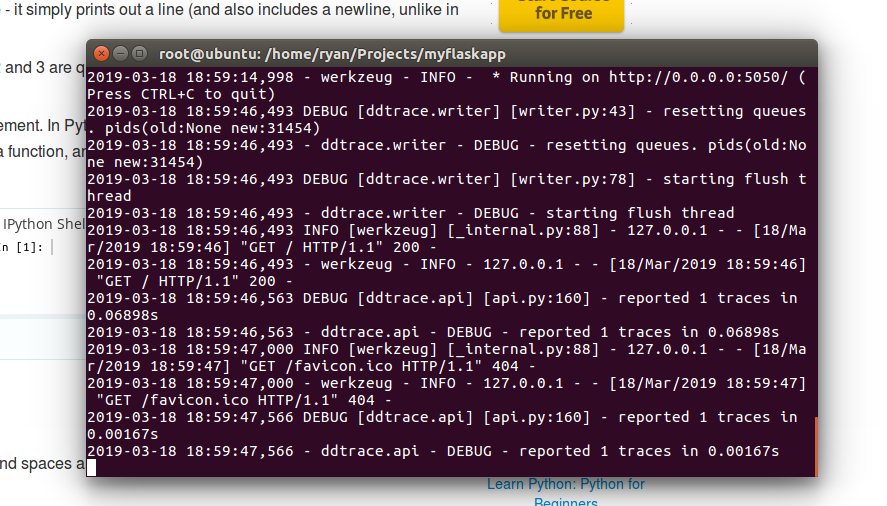 - it simply prints out a line (and also includes a newline, unlike in
for Free
root@ubuntu: /home/ryan/Projects/myflaskapp
and 3 are q
ement. In Pyt
a function, ar
IPython Shel
In [1]:
nd spaces a
2019-03-18 18:59:14,998 - werkzeug - INFO -  * Running on http://0.0.0.0:5050/ (
Press CTRL+C to quit)
2019-03-18 18:59:46,493 DEBUG [ddtrace.writer] [writer.py:43] - resetting queues
. pids(old:None new:31454)
2019-03-18 18:59:46,493 - ddtrace.writer - DEBUG - resetting queues. pids(old:No
ne new:31454)
2019-03-18 18:59:46,493 DEBUG [ddtrace.writer] [writer.py:78] - starting flush t
hread
2019-03-18 18:59:46,493 - ddtrace.writer - DEBUG - starting flush thread
2019-03-18 18:59:46,493 INFO [werkzeug] [_internal.py:88] - 127.0.0.1 - - [18/Ma
r/2019 18:59:46] "GET / HTTP/1.1" 200 -
2019-03-18 18:59:46,493 - werkzeug - INFO - 127.0.0.1 - - [18/Mar/2019 18:59:46]
 "GET / HTTP/1.1" 200 -
2019-03-18 18:59:46,563 DEBUG [ddtrace.api] [api.py:160] - reported 1 traces in
0.06898s
2019-03-18 18:59:46,563 - ddtrace.api - DEBUG - reported 1 traces in 0.06898s
2019-03-18 18:59:47,000 INFO [werkzeug] [_internal.py:88] - 127.0.0.1 - - [18/Ma
r/2019 18:59:47] "GET /favicon.ico HTTP/1.1" 404 -
2019-03-18 18:59:47,000 - werkzeug - INFO - 127.0.0.1 - - [18/Mar/2019 18:59:47]
 "GET /favicon.ico HTTP/1.1" 404 -
2019-03-18 18:59:47,566 DEBUG [ddtrace.api] [api.py:160] - reported 1 traces in
0.00167s
2019-03-18 18:59:47,566 - ddtrace.api - DEBUG - reported 1 traces in 0.00167s
Learn Python: Python for
Beginners